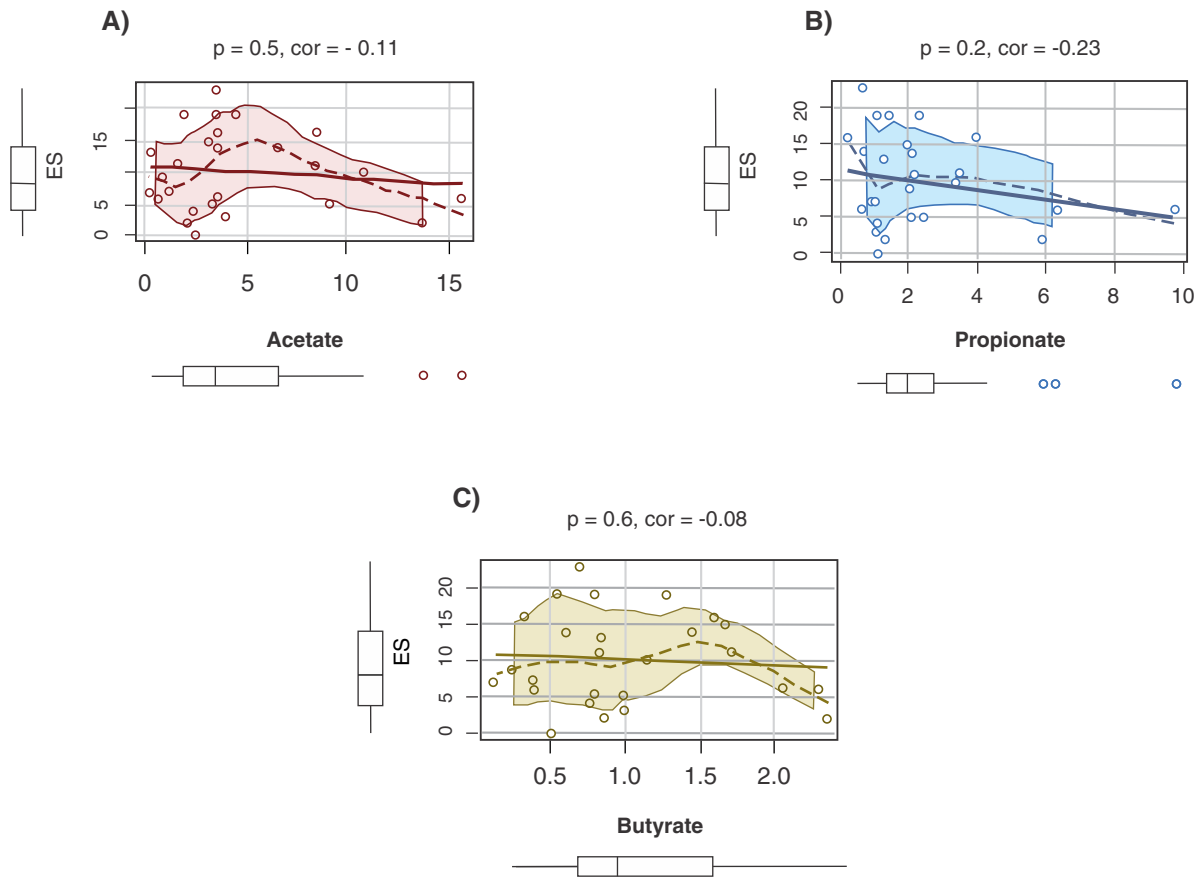 A)
p = 0.5, cor = - 0.11
ES
15
5
0
0 5 10 15
Acetate
B)
p = 0.2, cor = -0.23
ES
20
15
10
5
0
0 2 4 6 8 10
Propionate
C)
p = 0.6, cor = -0.08
ES
20
15
10
5
0
0.5 1.0 1.5 2.0
Butyrate